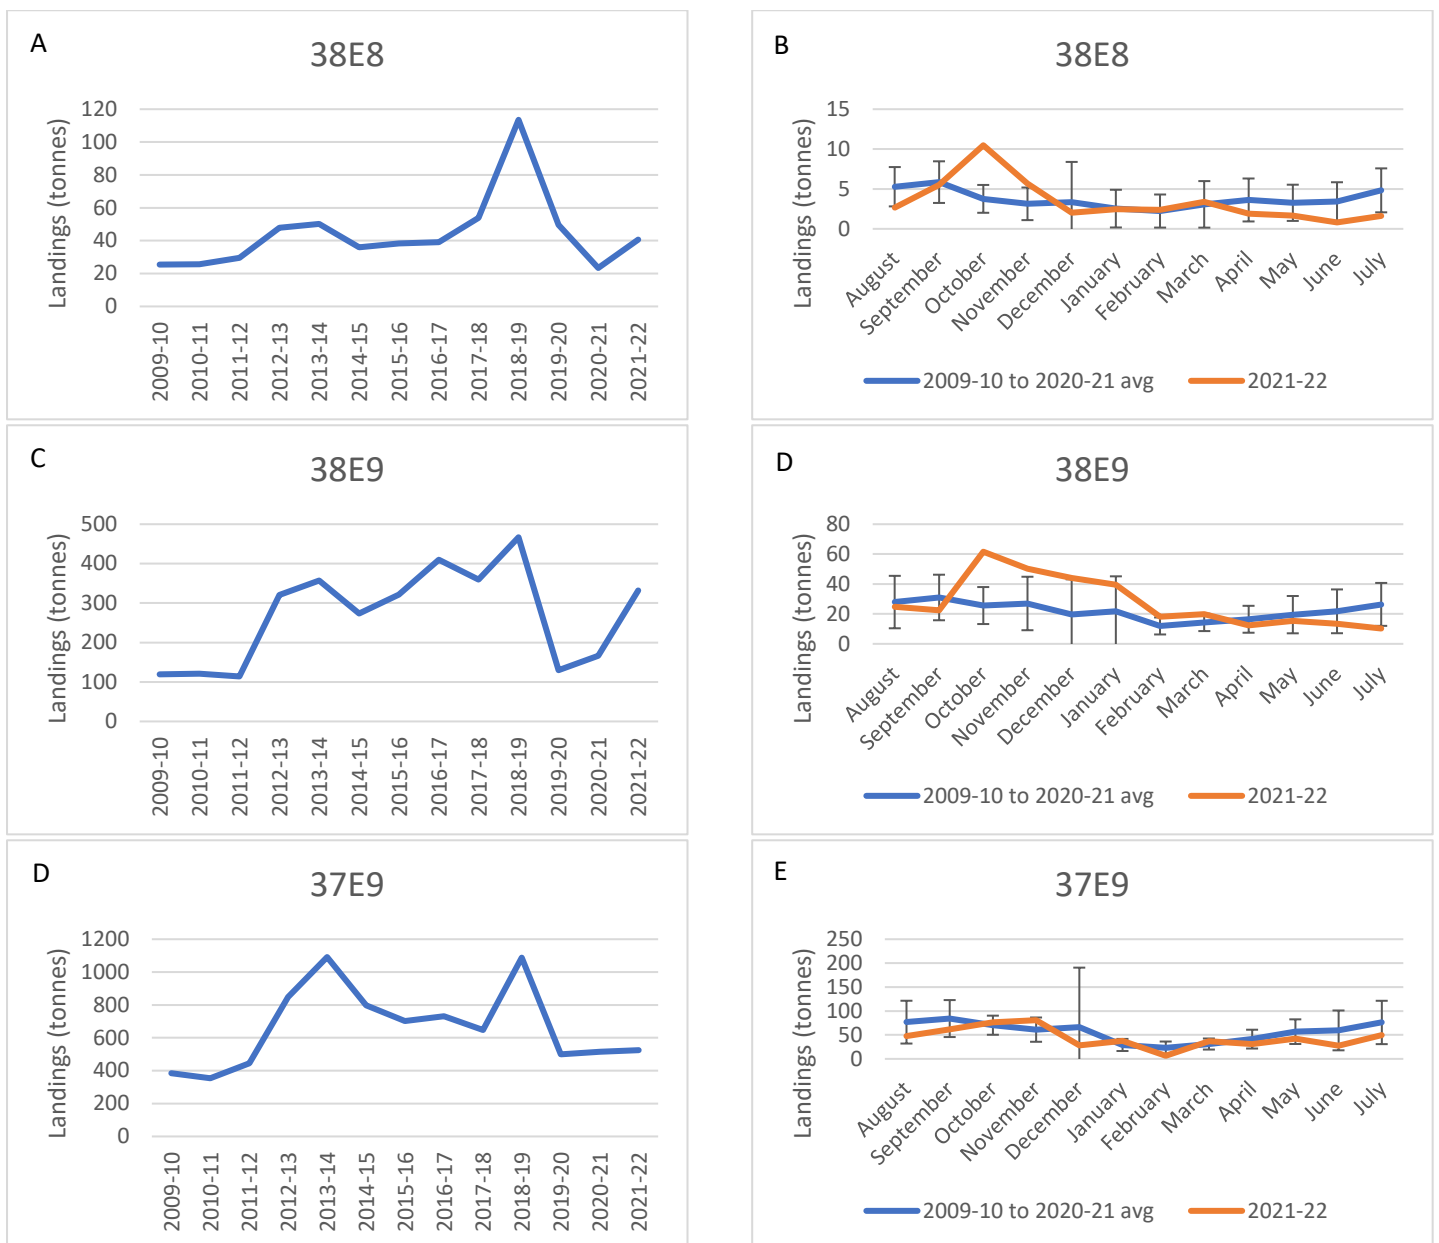 A
38E8
Landings (tonnes)
120
100
80
60
40
20
0
2009-10
2010-11
2011-12
2012-13
2013-14
2014-15
2015-16
2016-17
2017-18
2018-19
2019-20
2020-21
2021-22
B
38E8
Landings (tonnes)
15
10
5
0
August
September
October
November
December
January
February
March
April
May
June
July
2009-10 to 2020-21 avg
2021-22
C
38E9
Landings (tonnes)
500
400
300
200
100
0
2009-10
2010-11
2011-12
2012-13
2013-14
2014-15
2015-16
2016-17
2017-18
2018-19
2019-20
2020-21
2021-22
D
38E9
Landings (tonnes)
80
60
40
20
0
August
September
October
November
December
January
February
March
April
May
June
July
2009-10 to 2020-21 avg
2021-22
D
37E9
Landings (tonnes)
1200
1000
800
600
400
200
0
2009-10
2010-11
2011-12
2012-13
2013-14
2014-15
2015-16
2016-17
2017-18
2018-19
2019-20
2020-21
2021-22
E
37E9
Landings (tonnes)
250
200
150
100
50
0
August
September
October
November
December
January
February
March
April
May
June
July
2009-10 to 2020-21 avg
2021-22